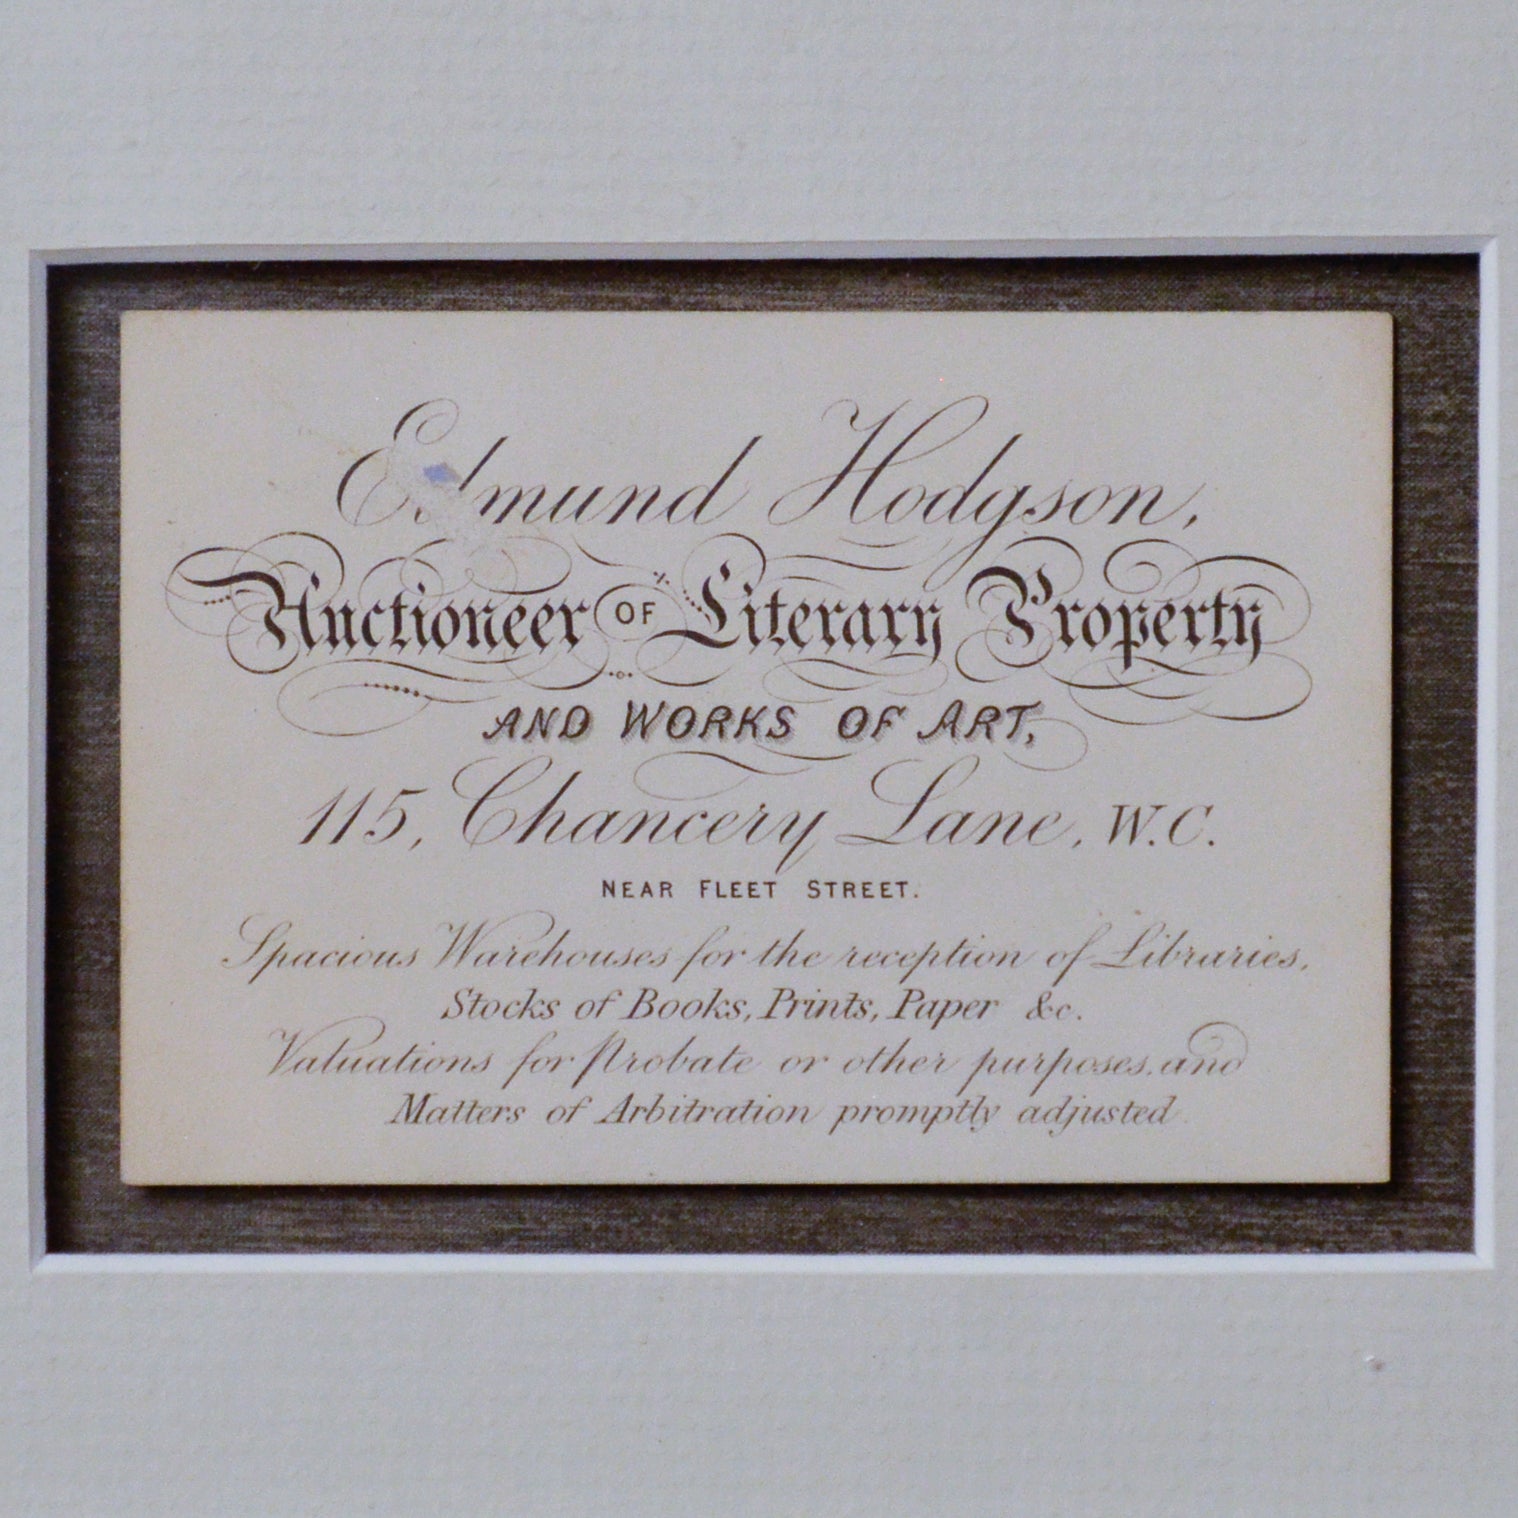 Edmund Hodgson,
Auctioneer OF Literary Property
AND WORKS OF ART,
115, Chancery Lane, W.C.
NEAR FLEET STREET.
Spacious Warehouses for the reception of Libraries,
Stocks of Books, Prints, Paper &c.
Valuations for Probate or other purposes, and
Matters of Arbitration promptly adjusted